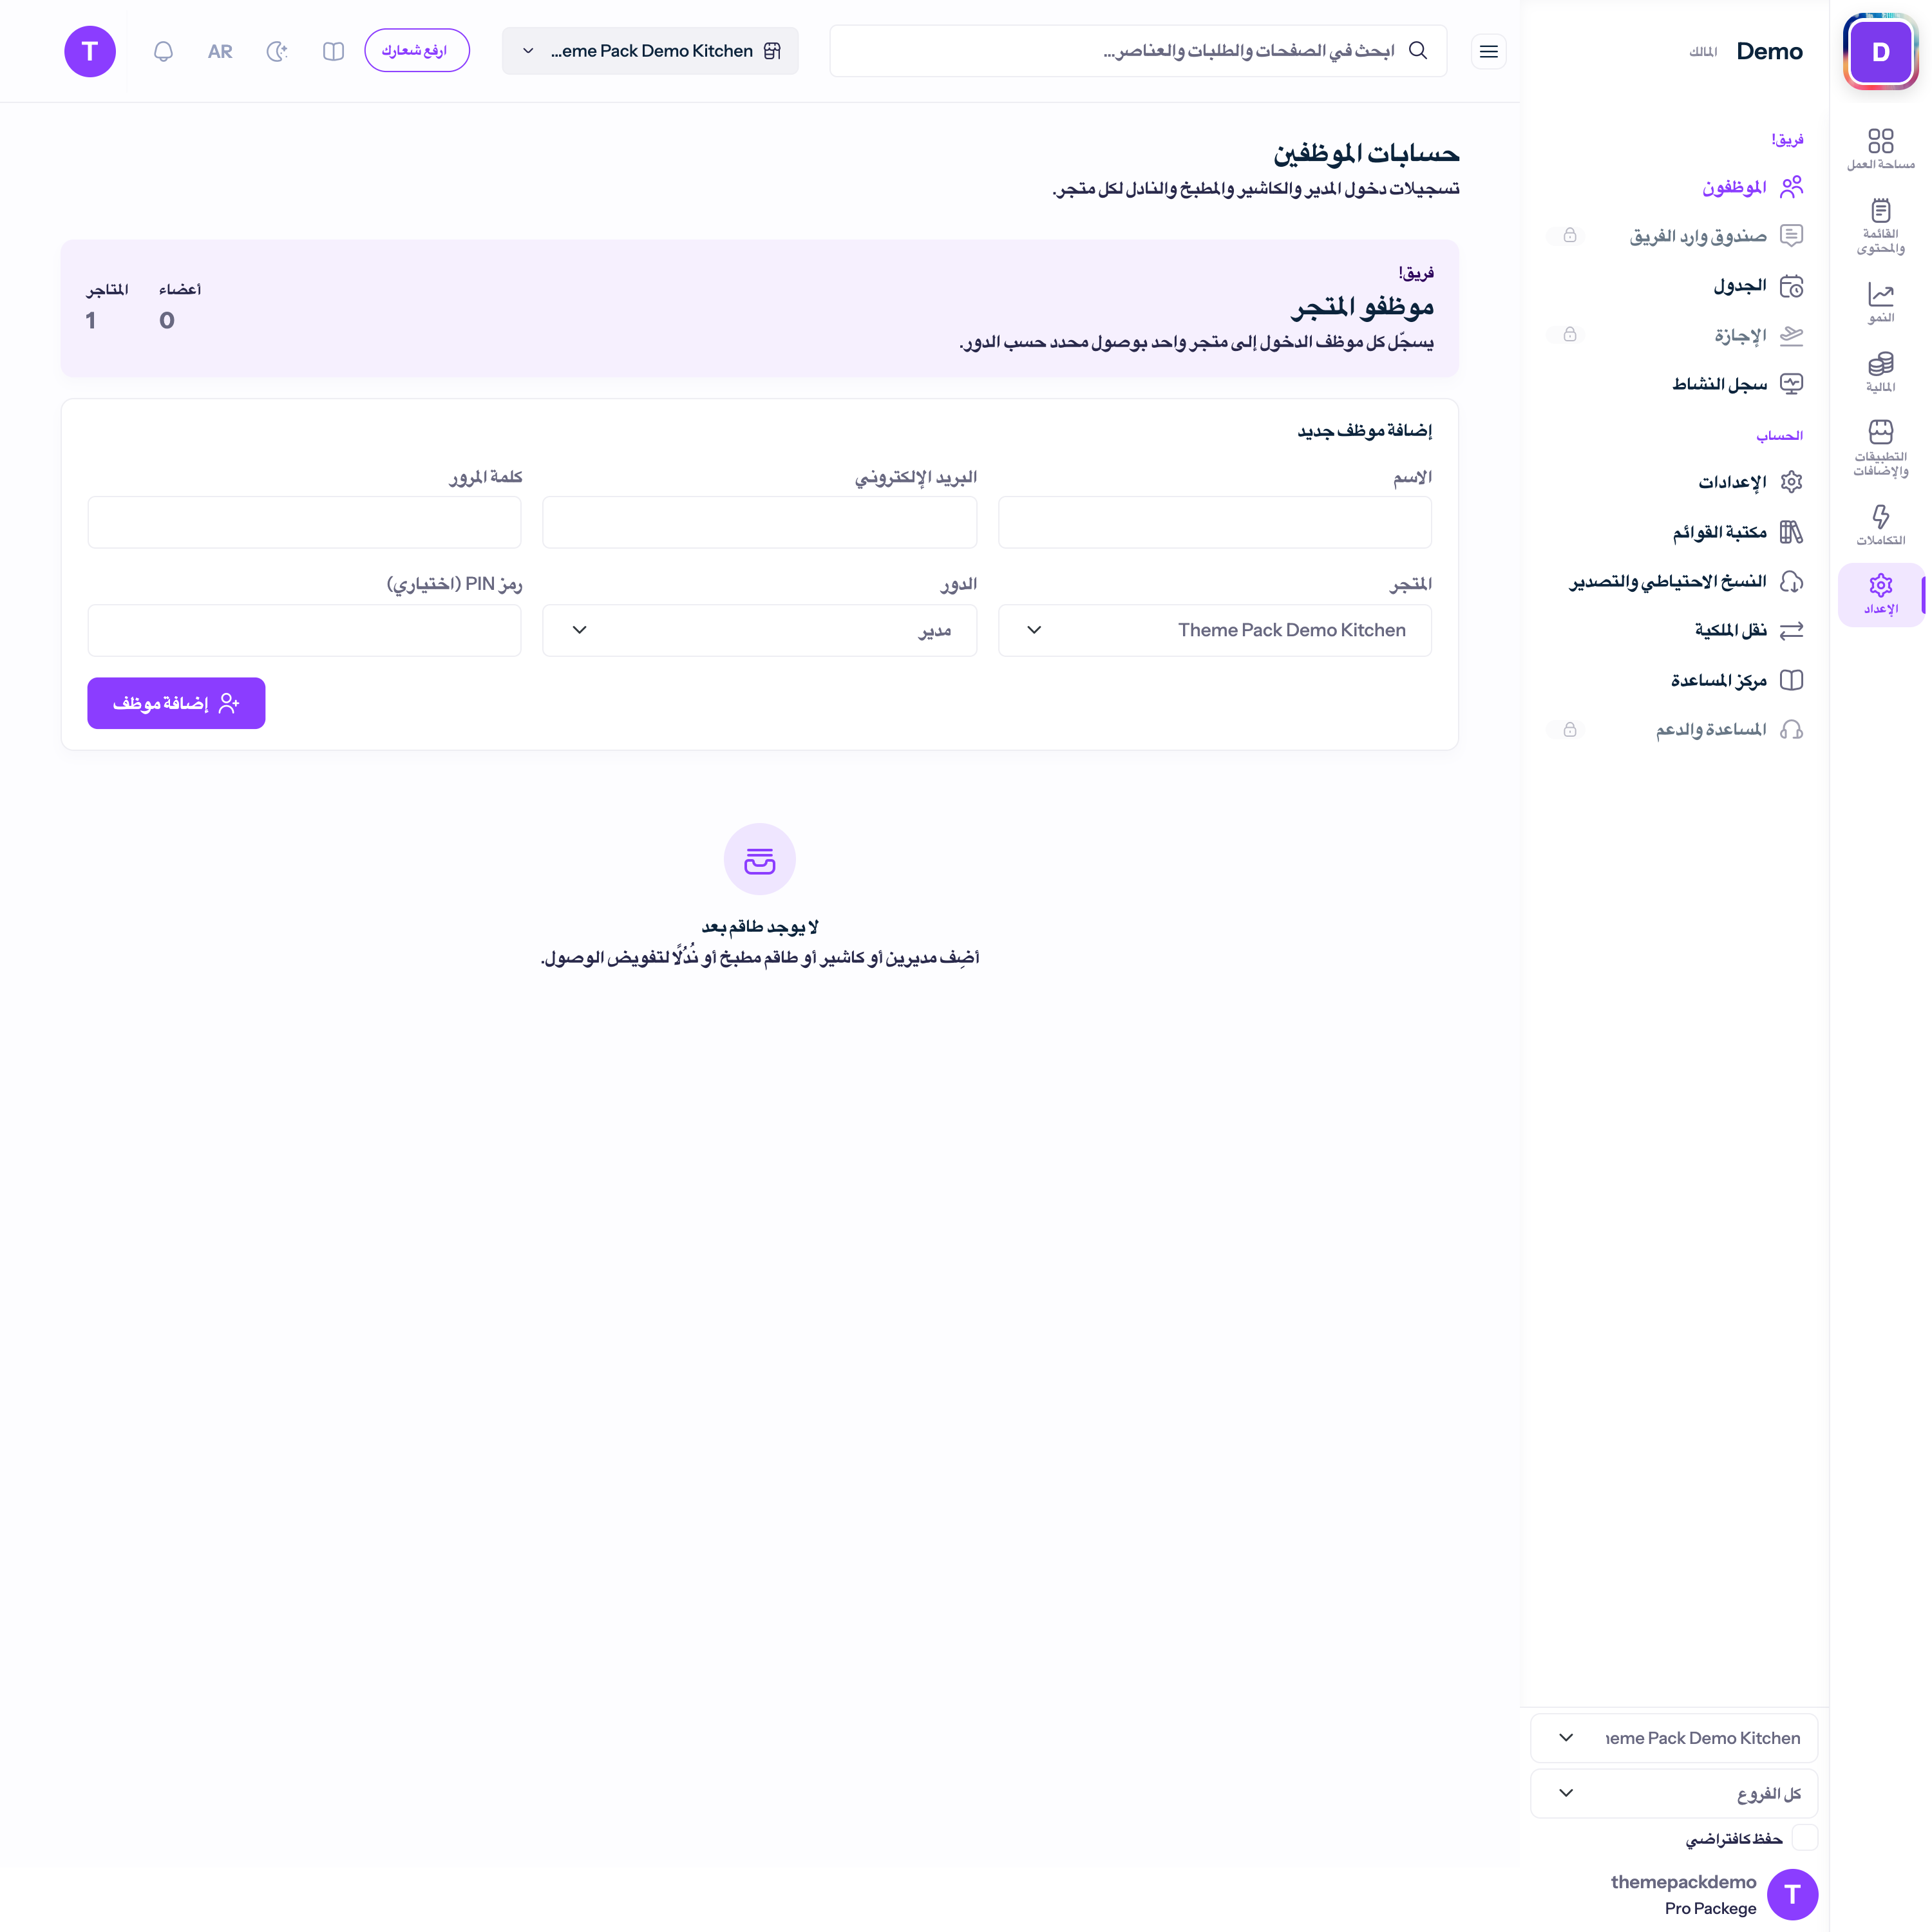 D
مساحة العمل
القائمة
والمحتوى
النمو
المالية
التطبيقات
والإضافات
التكاملات
الإعداد
Demo
المالك
فريق!
الموظفون
صندوق وارد الفريق
الجدول
الإجازة
سجل النشاط
الحساب
الإعدادات
مكتبة القوائم
النسخ الاحتياطي والتصدير
نقل الملكية
مركز المساعدة
المساعدة والدعم
heme Pack Demo Kitchen
كل الفروع
حفظ كافتراضي
T
themepackdemo
Pro Packege
ابحث في الصفحات والطلبات والعناصر...
...eme Pack Demo Kitchen
ارفع شعارك
AR
T
حسابات الموظفين
تسجيلات دخول المدير والكاشير والمطبخ والنادل لكل متجر.
فريق!
موظفو المتجر
يسجّل كل موظف الدخول إلى متجر واحد بوصول محدد حسب الدور.
أعضاء
0
المتاجر
1
إضافة موظف جديد
الاسم
البريد الإلكتروني
كلمة المرور
المتجر
Theme Pack Demo Kitchen
الدور
مدير
رمز PIN (اختياري)
إضافة موظف
لا يوجد طاقم بعد
أضِف مديرين أو كاشير أو طاقم مطبخ أو نُدُلًا لتفويض الوصول.